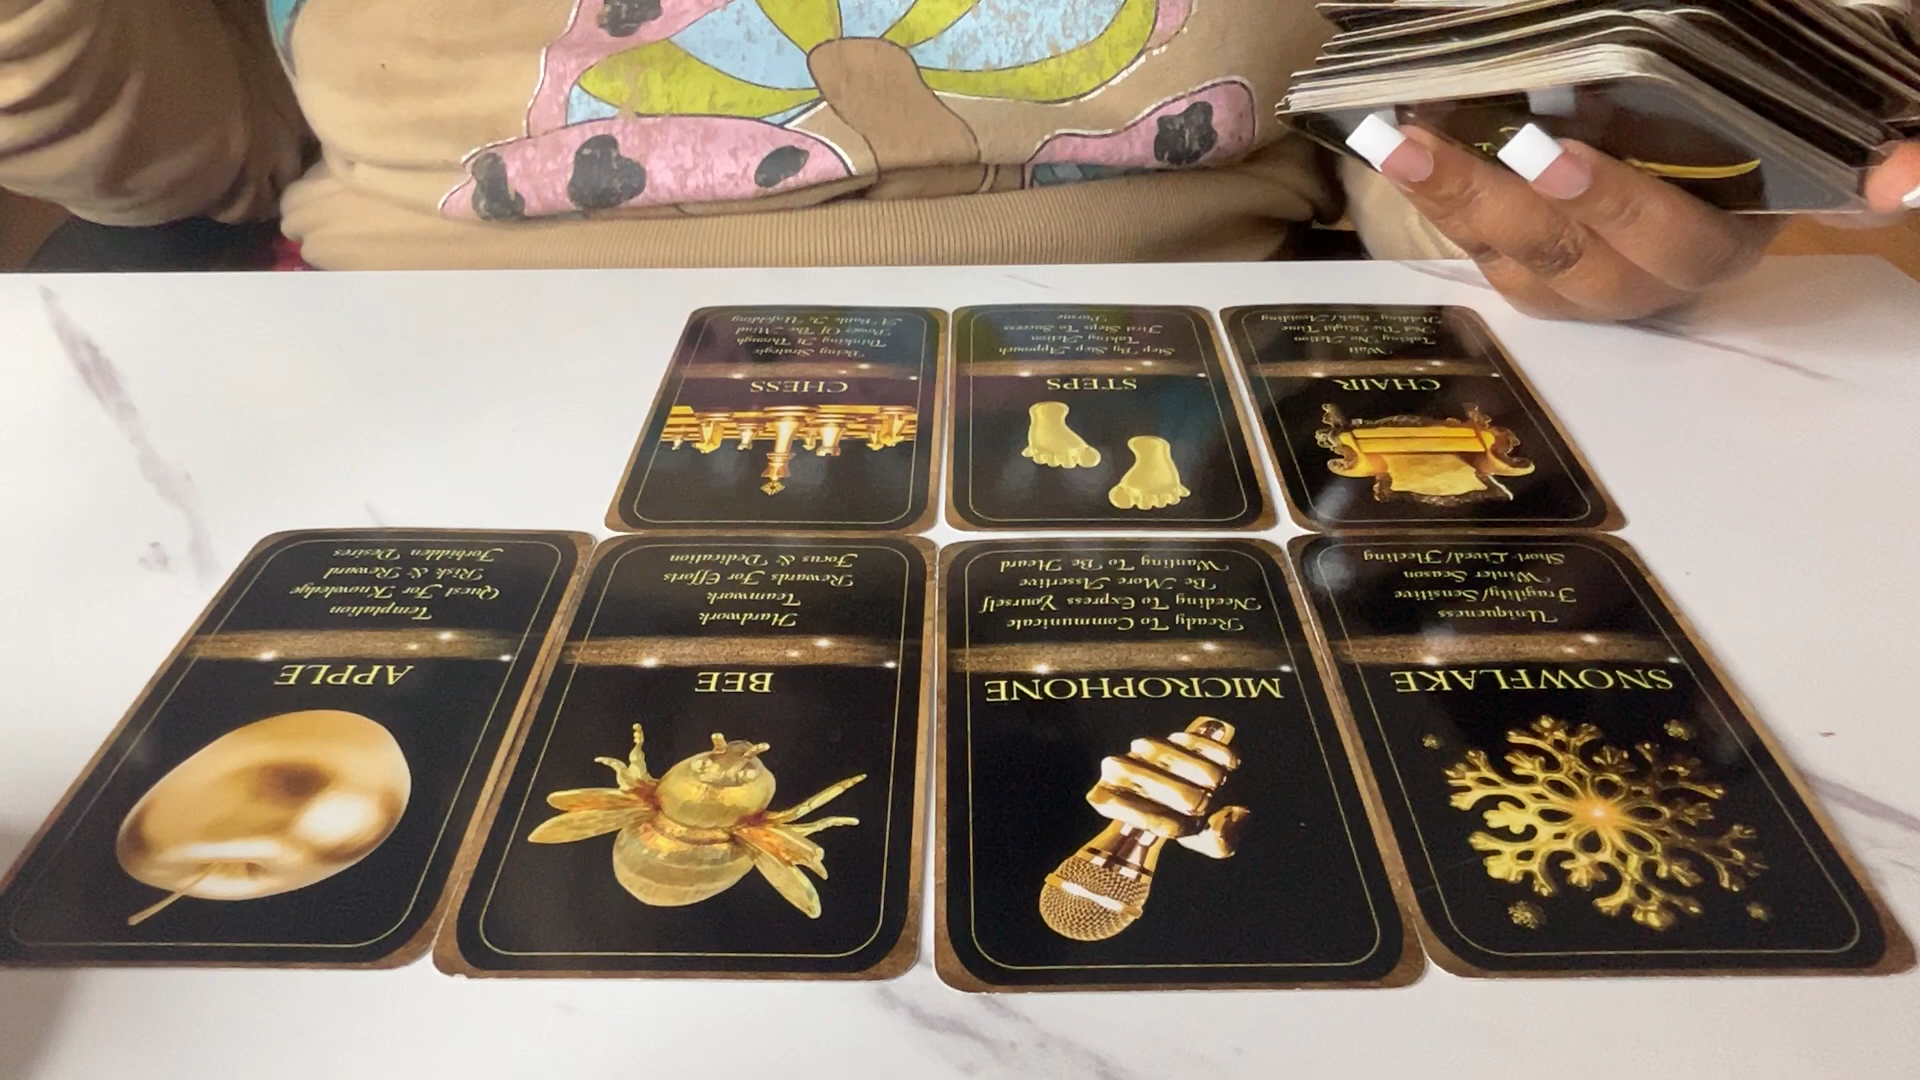 CHESS
Being Strategic
Thinking It Through
Power Of The Mind
A Battle Is Unfolding
STEPS
Step By Step Approach
Taking Action
First Steps To Success
Pursue
CHAIR
Wait
Taking No Action
Not The Right Time
Holding Back/Avoiding
APPLE
Temptation
Quest For Knowledge
Risk & Reward
Forbidden Desires
BEE
Hardwork
Teamwork
Rewards For Efforts
Focus & Dedication
MICROPHONE
Ready To Communicate
Needing To Express Yourself
Be More Assertive
Wanting To Be Heard
SNOWFLAKE
Uniqueness
Fragility/Sensitive
Winter Season
Short Lived/Fleeting